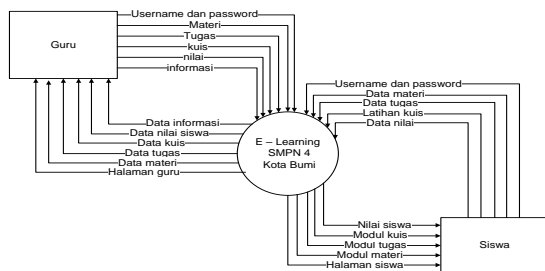 Username dan password
Materi
Tugas
kuis
nilai
informasi
Guru
Data informasi
Data nilai siswa
Data kuis
Data tugas
Data materi
Halaman guru
E – Learning
SMPN 4
Kota Bumi
Username dan password
Data materi
Data tugas
Latihan kuis
Data nilai
Nilai siswa
Modul kuis
Modul tugas
Modul materi
Halaman siswa
Siswa